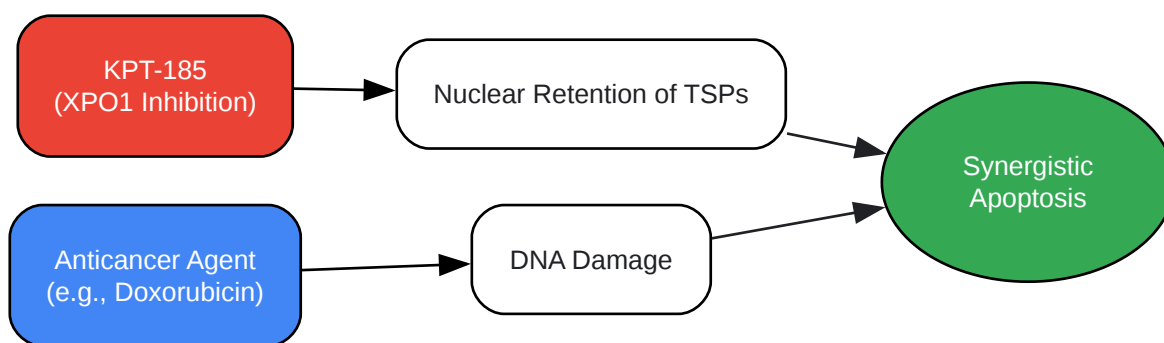 KPT-185
(XPO1 Inhibition)
Nuclear Retention of TSPs
Synergistic
Apoptosis
Anticancer Agent
(e.g., Doxorubicin)
DNA Damage